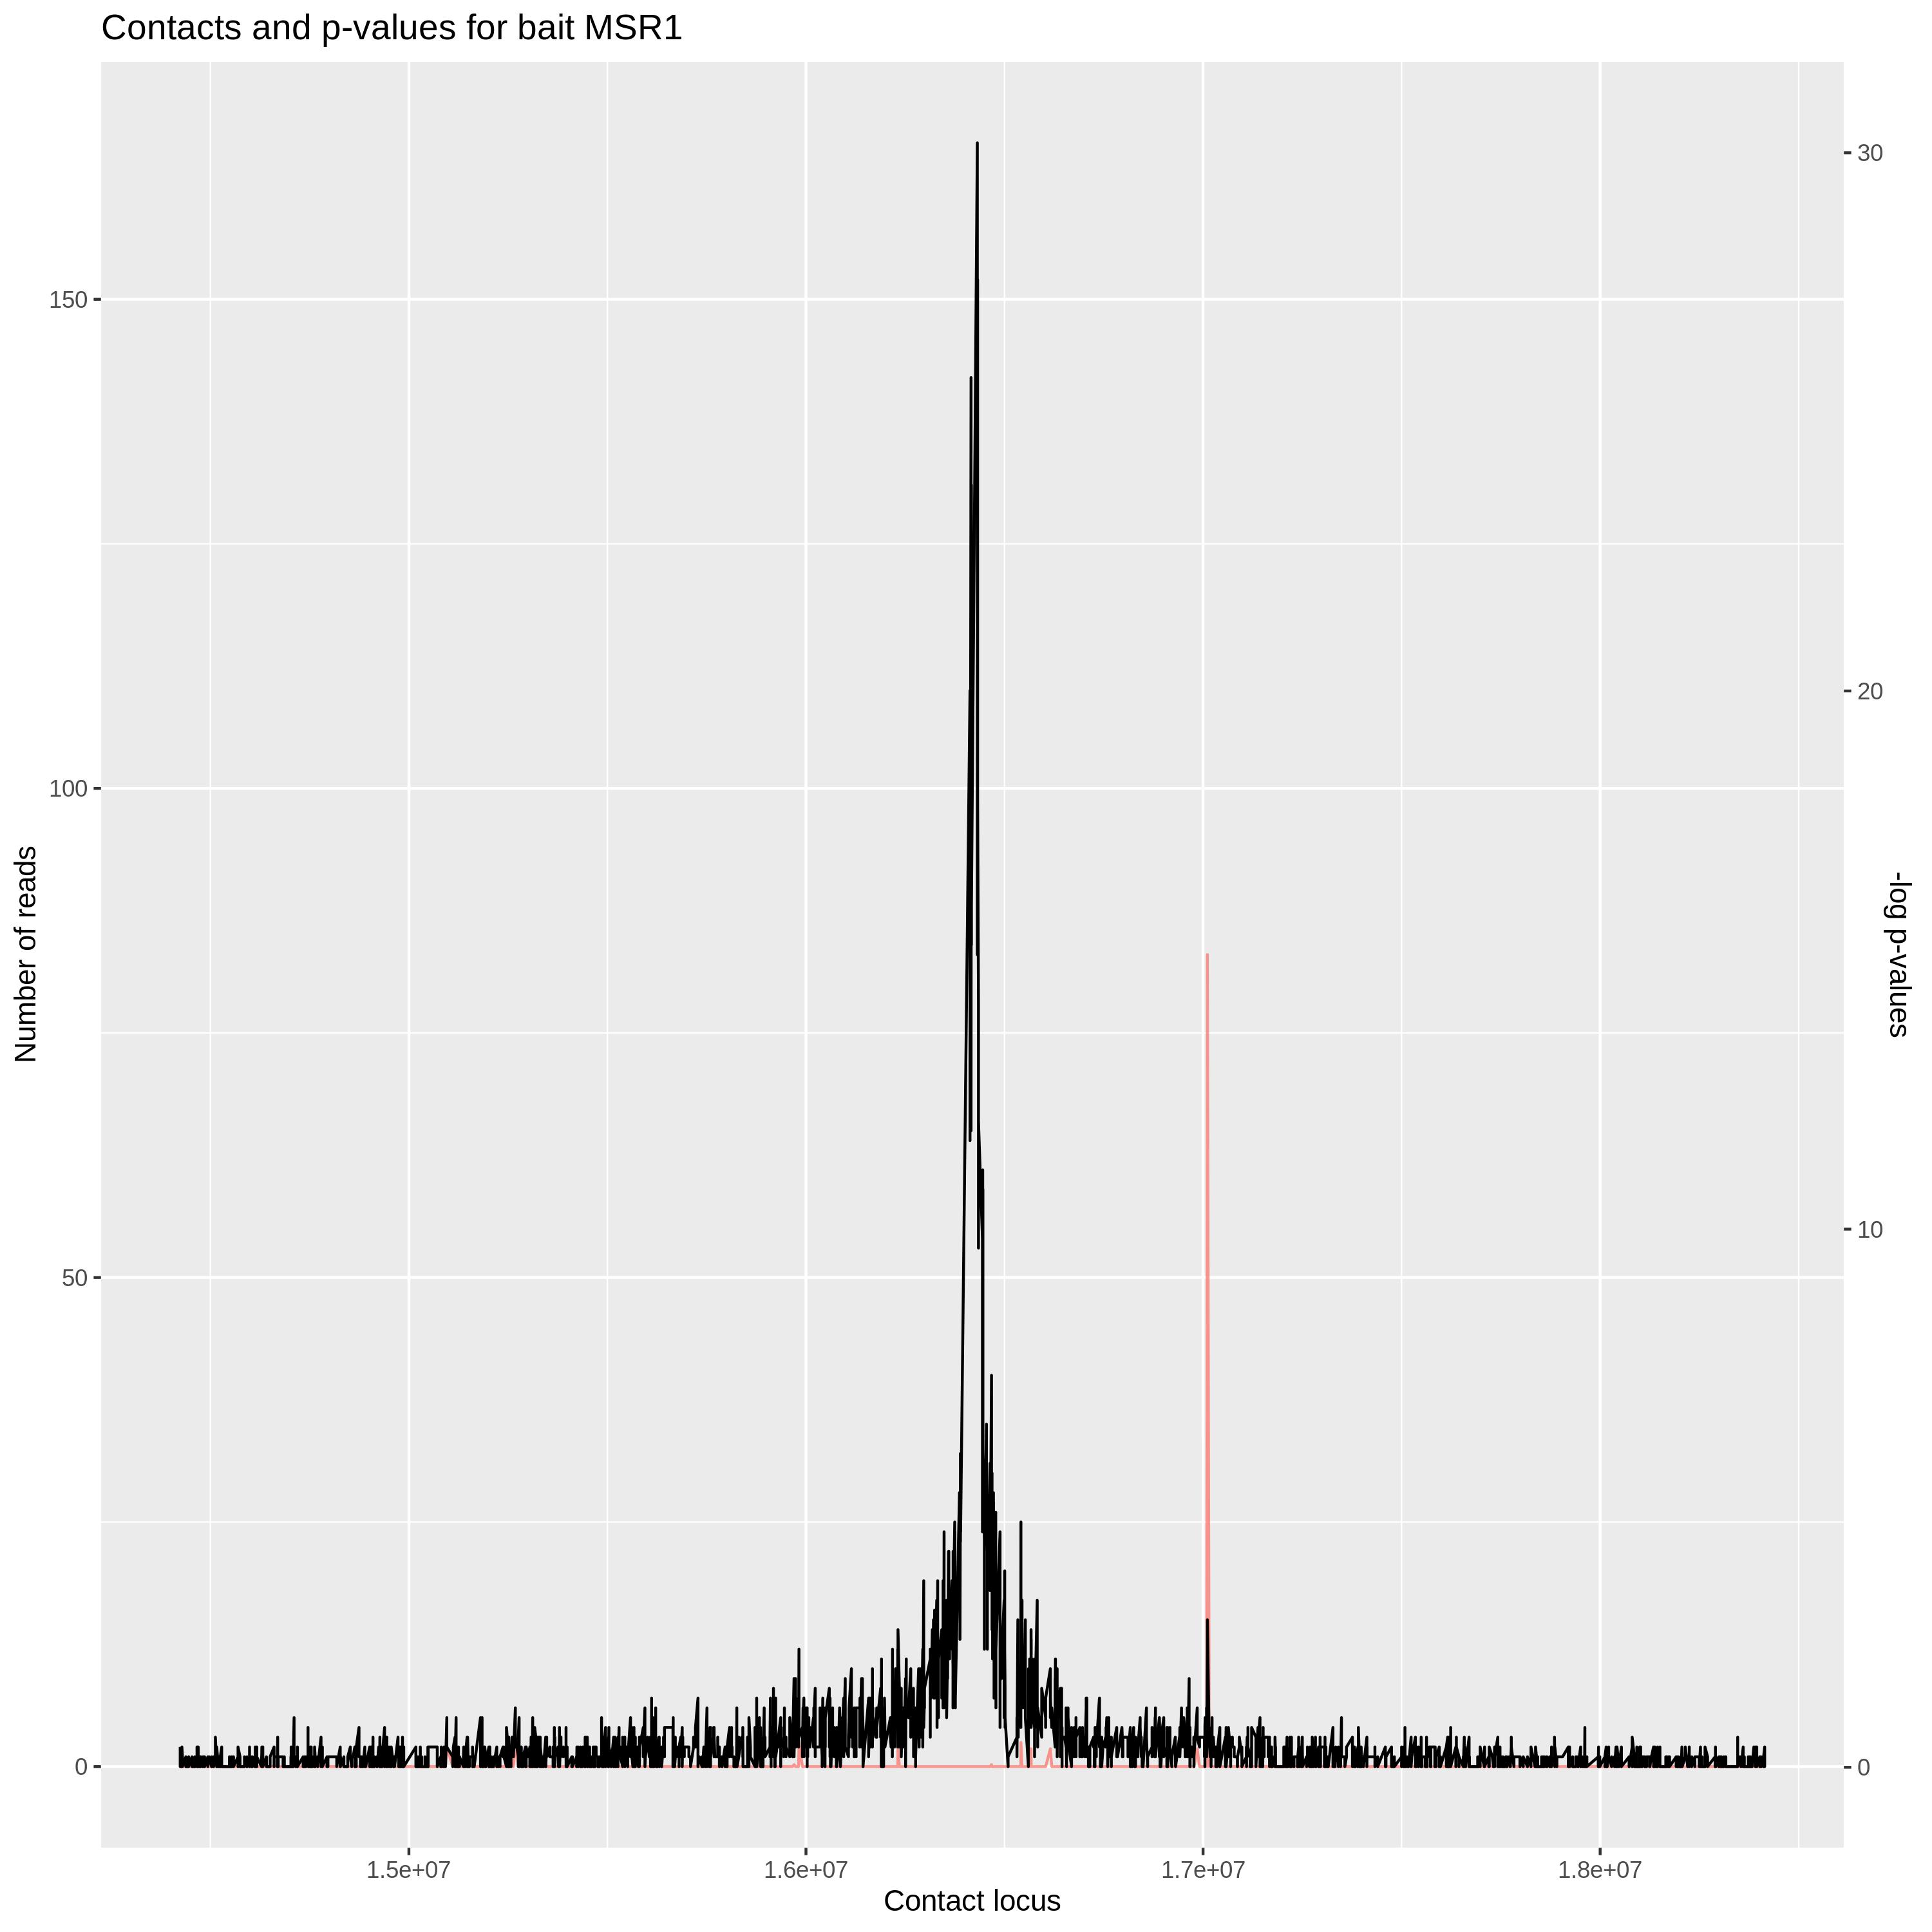 Contacts and p-values for bait MSR1
Number of reads
150
100
50
0
30
20
10
0
-log p-values
1.5e+07
1.6e+07
1.7e+07
1.8e+07
Contact locus